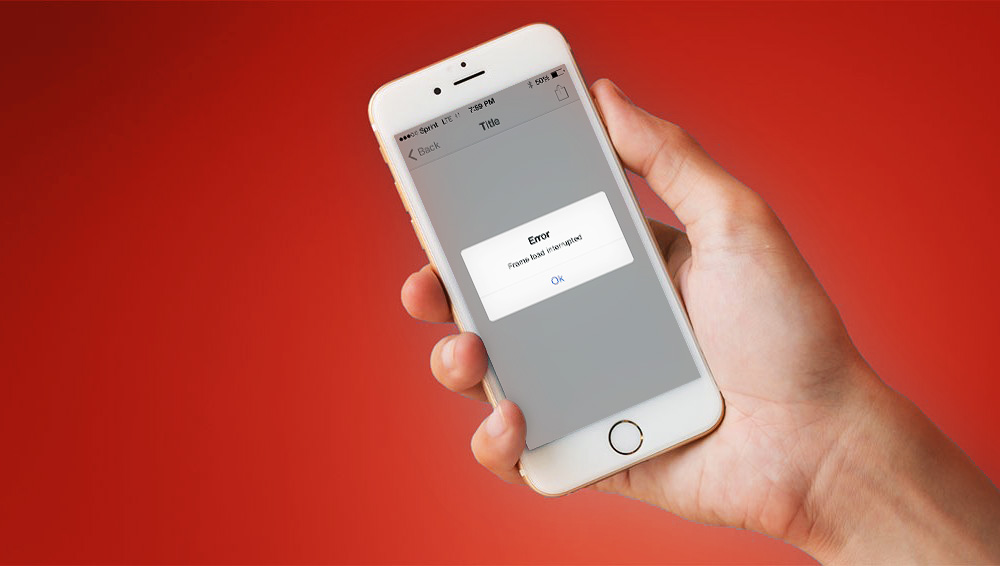 Sprint LTE 7:59 PM 50%
Back Title
Error
Frame load interrupted
Ok